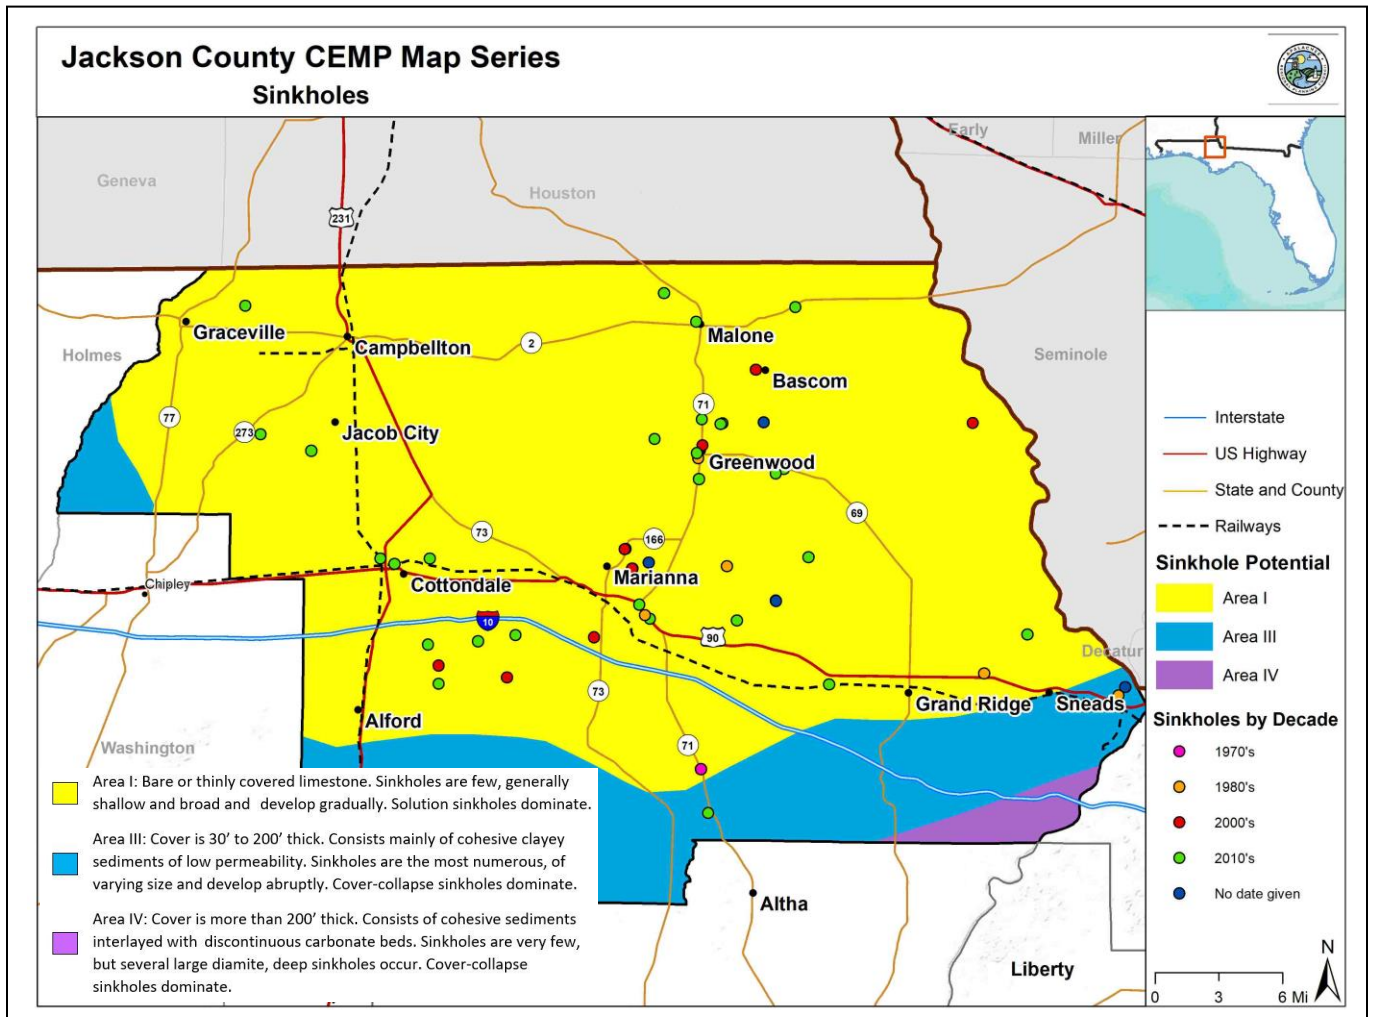 Jackson County CEMP Map Series
Sinkholes
Early
Miller
Geneva
Houston
231
Graceville
Campbellton
2
Malone
Holmes
Seminole
Bascom
77
71
273
Jacob City
Greenwood
69
73
166
Marianna
Chipley
Cottondale
10
90
Decatur
73
Grand Ridge
Sneads
Alford
Washington
71
Altha
Liberty
Area I: Bare or thinly covered limestone. Sinkholes are few, generally
shallow and broad and develop gradually. Solution sinkholes dominate.
Area III: Cover is 30’ to 200’ thick. Consists mainly of cohesive clayey
sediments of low permeability. Sinkholes are the most numerous, of
varying size and develop abruptly. Cover-collapse sinkholes dominate.
Area IV: Cover is more than 200’ thick. Consists of cohesive sediments
interlayed with discontinuous carbonate beds. Sinkholes are very few,
but several large diamite, deep sinkholes occur. Cover-collapse
sinkholes dominate.
Interstate
US Highway
State and County
Railways
Sinkhole Potential
Area I
Area III
Area IV
Sinkholes by Decade
1970's
1980's
2000's
2010's
No date given
N
0 3 6 Mi